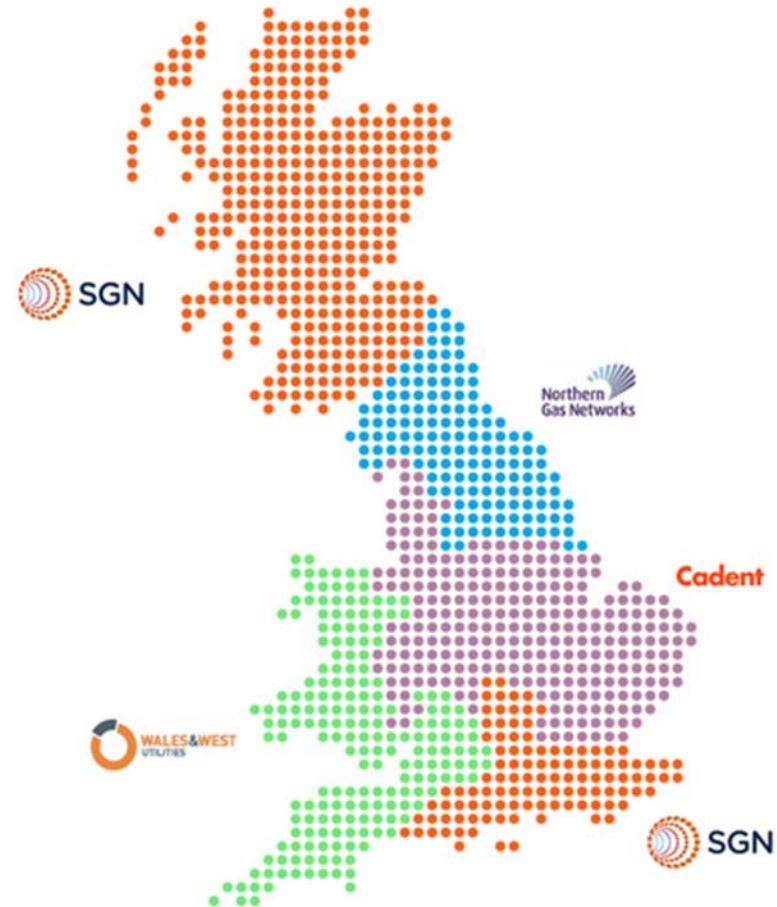 SGN
Northern
Gas Networks
Cadent
WALES&WEST
UTILITIES
SGN